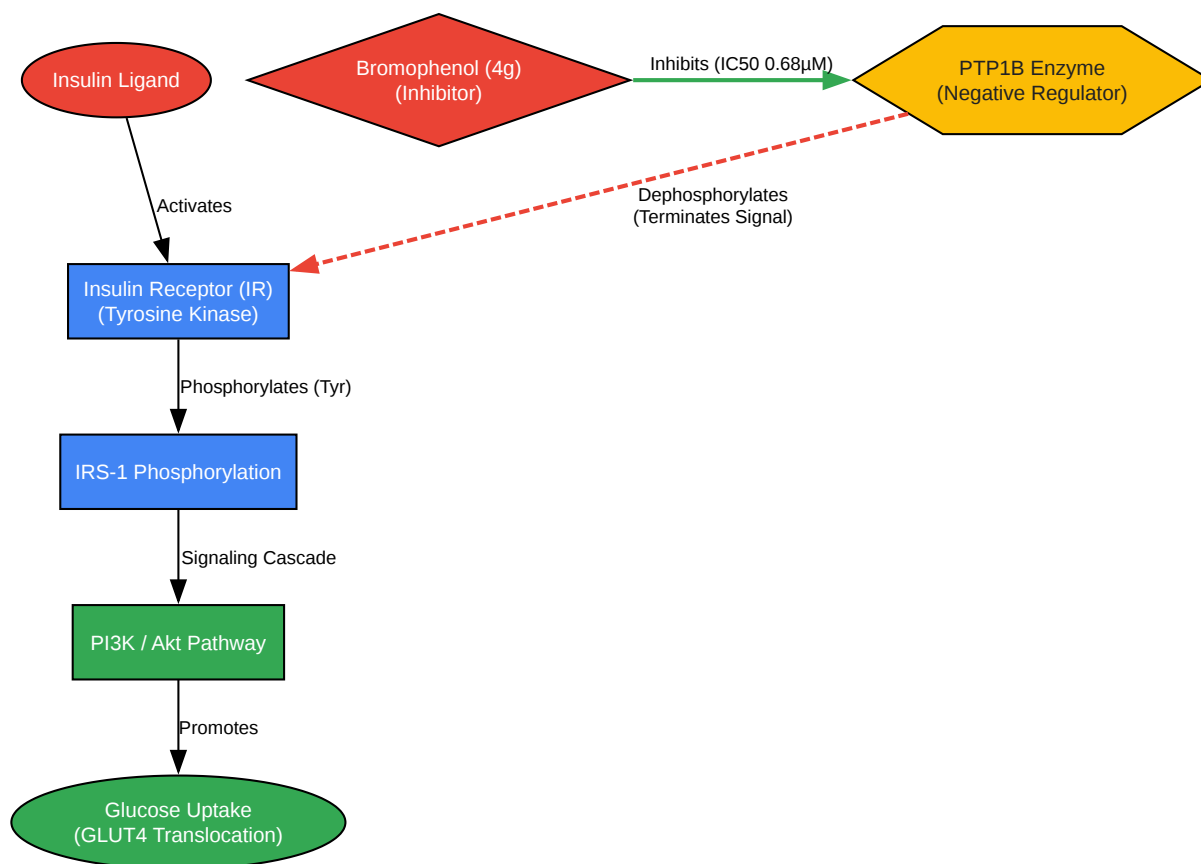 Insulin Ligand
Bromophenol (4g)
(Inhibitor)
Inhibits (IC50 0.68µM)
PTP1B Enzyme
(Negative Regulator)
Activates
Dephosphorylates
(Terminates Signal)
Insulin Receptor (IR)
(Tyrosine Kinase)
Phosphorylates (Tyr)
IRS-1 Phosphorylation
Signaling Cascade
PI3K / Akt Pathway
Promotes
Glucose Uptake
(GLUT4 Translocation)